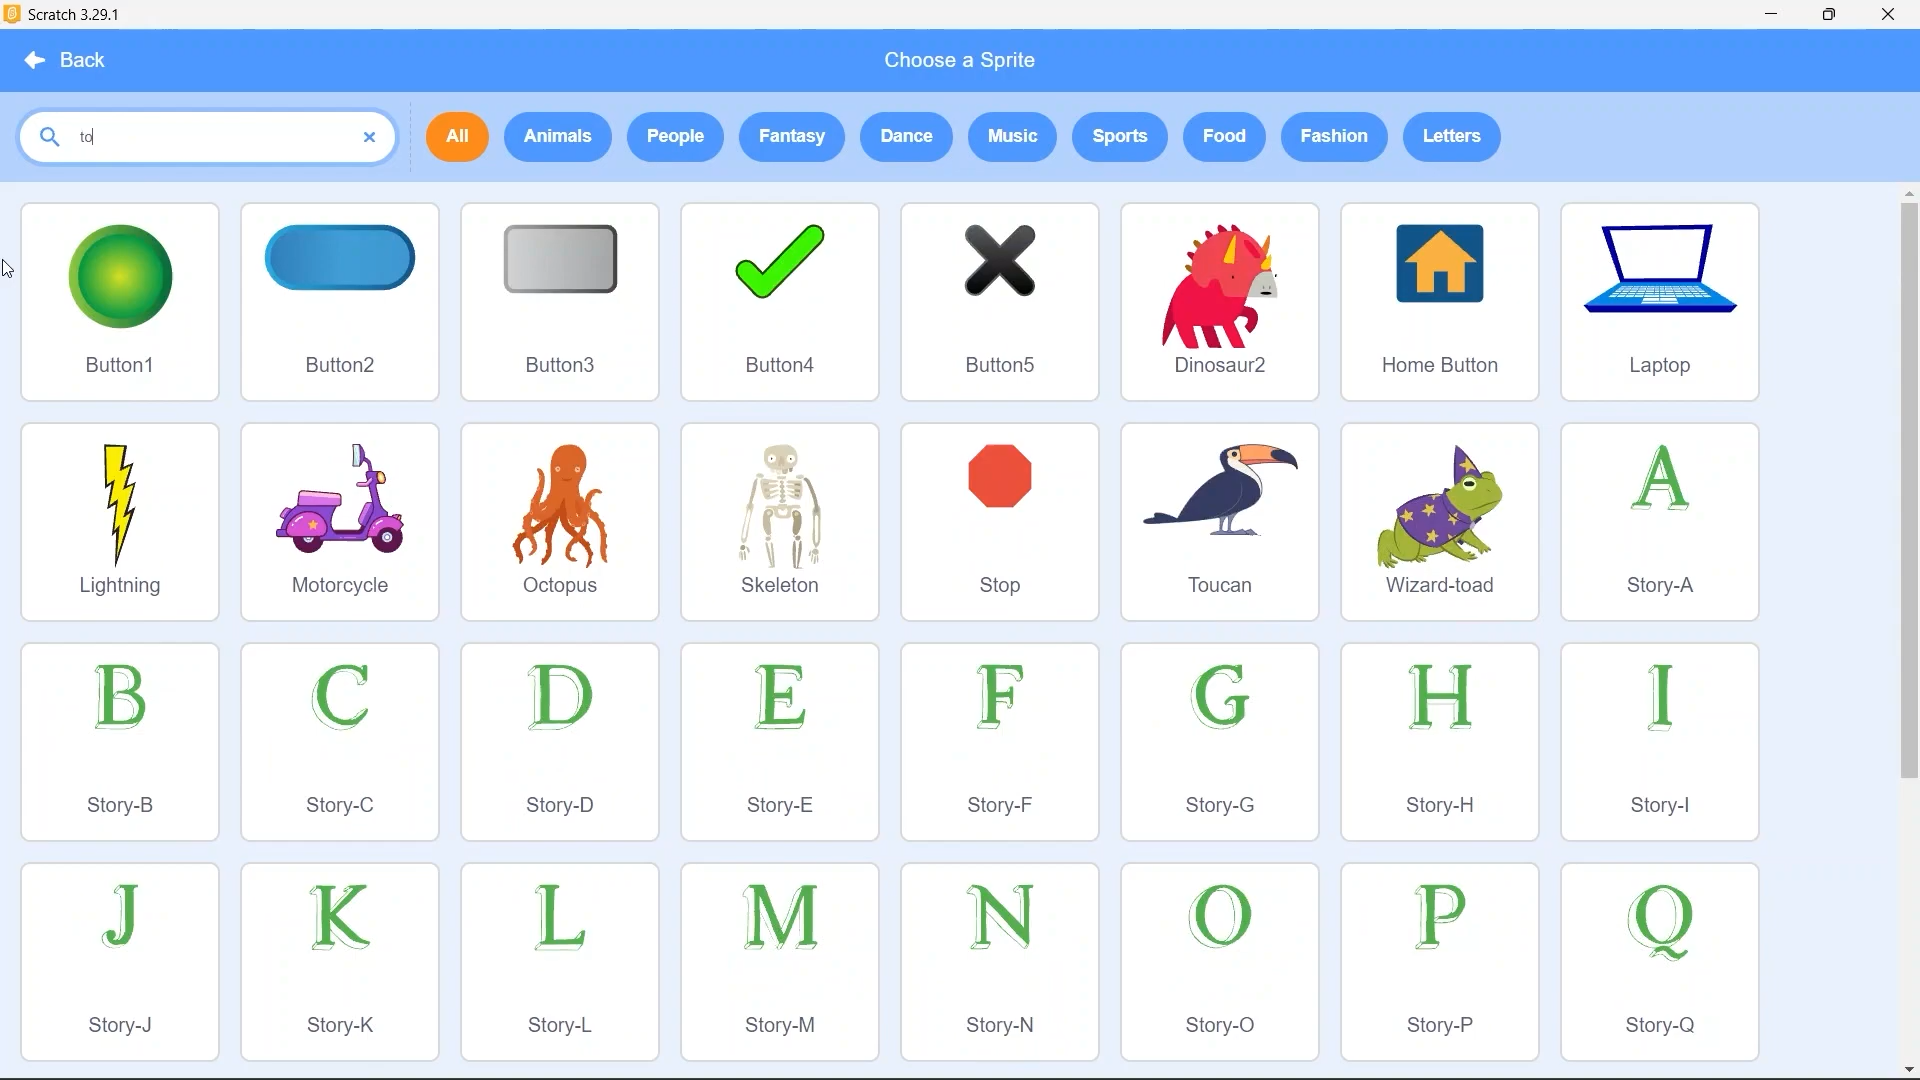 Scratch 3.29.1
Back
Choose a Sprite
to
All
Animals
People
Fantasy
Dance
Music
Sports
Food
Fashion
Letters
Button1
Button2
Button3
Button4
Button5
Dinosaur2
Home Button
Laptop
Lightning
Motorcycle
Octopus
Skeleton
Stop
Toucan
Wizard-toad
A
Story-A
B
C
D
E
F
G
H
I
Story-B
Story-C
Story-D
Story-E
Story-F
Story-G
Story-H
Story-I
J
K
L
M
N
O
P
Q
Story-J
Story-K
Story-L
Story-M
Story-N
Story-O
Story-P
Story-Q